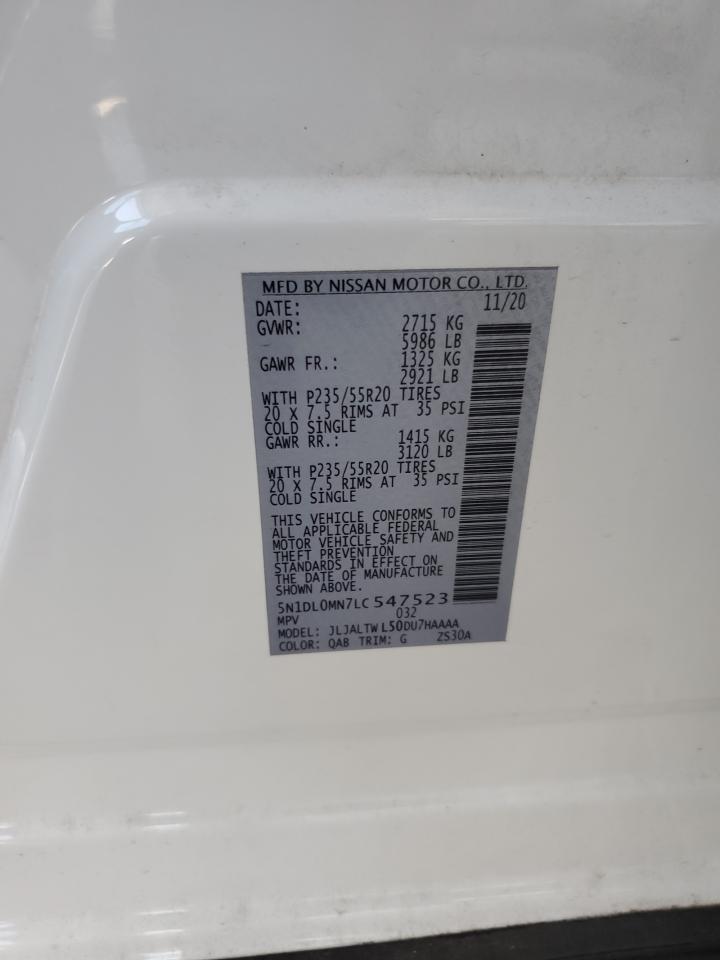 MFD BY NISSAN MOTOR CO., LTD.
DATE: 11/20
GVWR: 2715 KG
5986 LB
GAWR FR.: 1325 KG
2921 LB
WITH P235/55R20 TIRES
20 X 7.5 RIMS AT 35 PSI
COLD SINGLE
GAWR RR.: 1415 KG
3120 LB
WITH P235/55R20 TIRES
20 X 7.5 RIMS AT 35 PSI
COLD SINGLE
THIS VEHICLE CONFORMS TO
ALL APPLICABLE FEDERAL
MOTOR VEHICLE SAFETY AND
THEFT PREVENTION
STANDARDS IN EFFECT ON
THE DATE OF MANUFACTURE
SHOWN ABOVE.
5N1DL0MN7LC547523
MPV 032
MODEL: JLJALTWL50DU7HAAAA
COLOR: QAB TRIM: G ZS30A